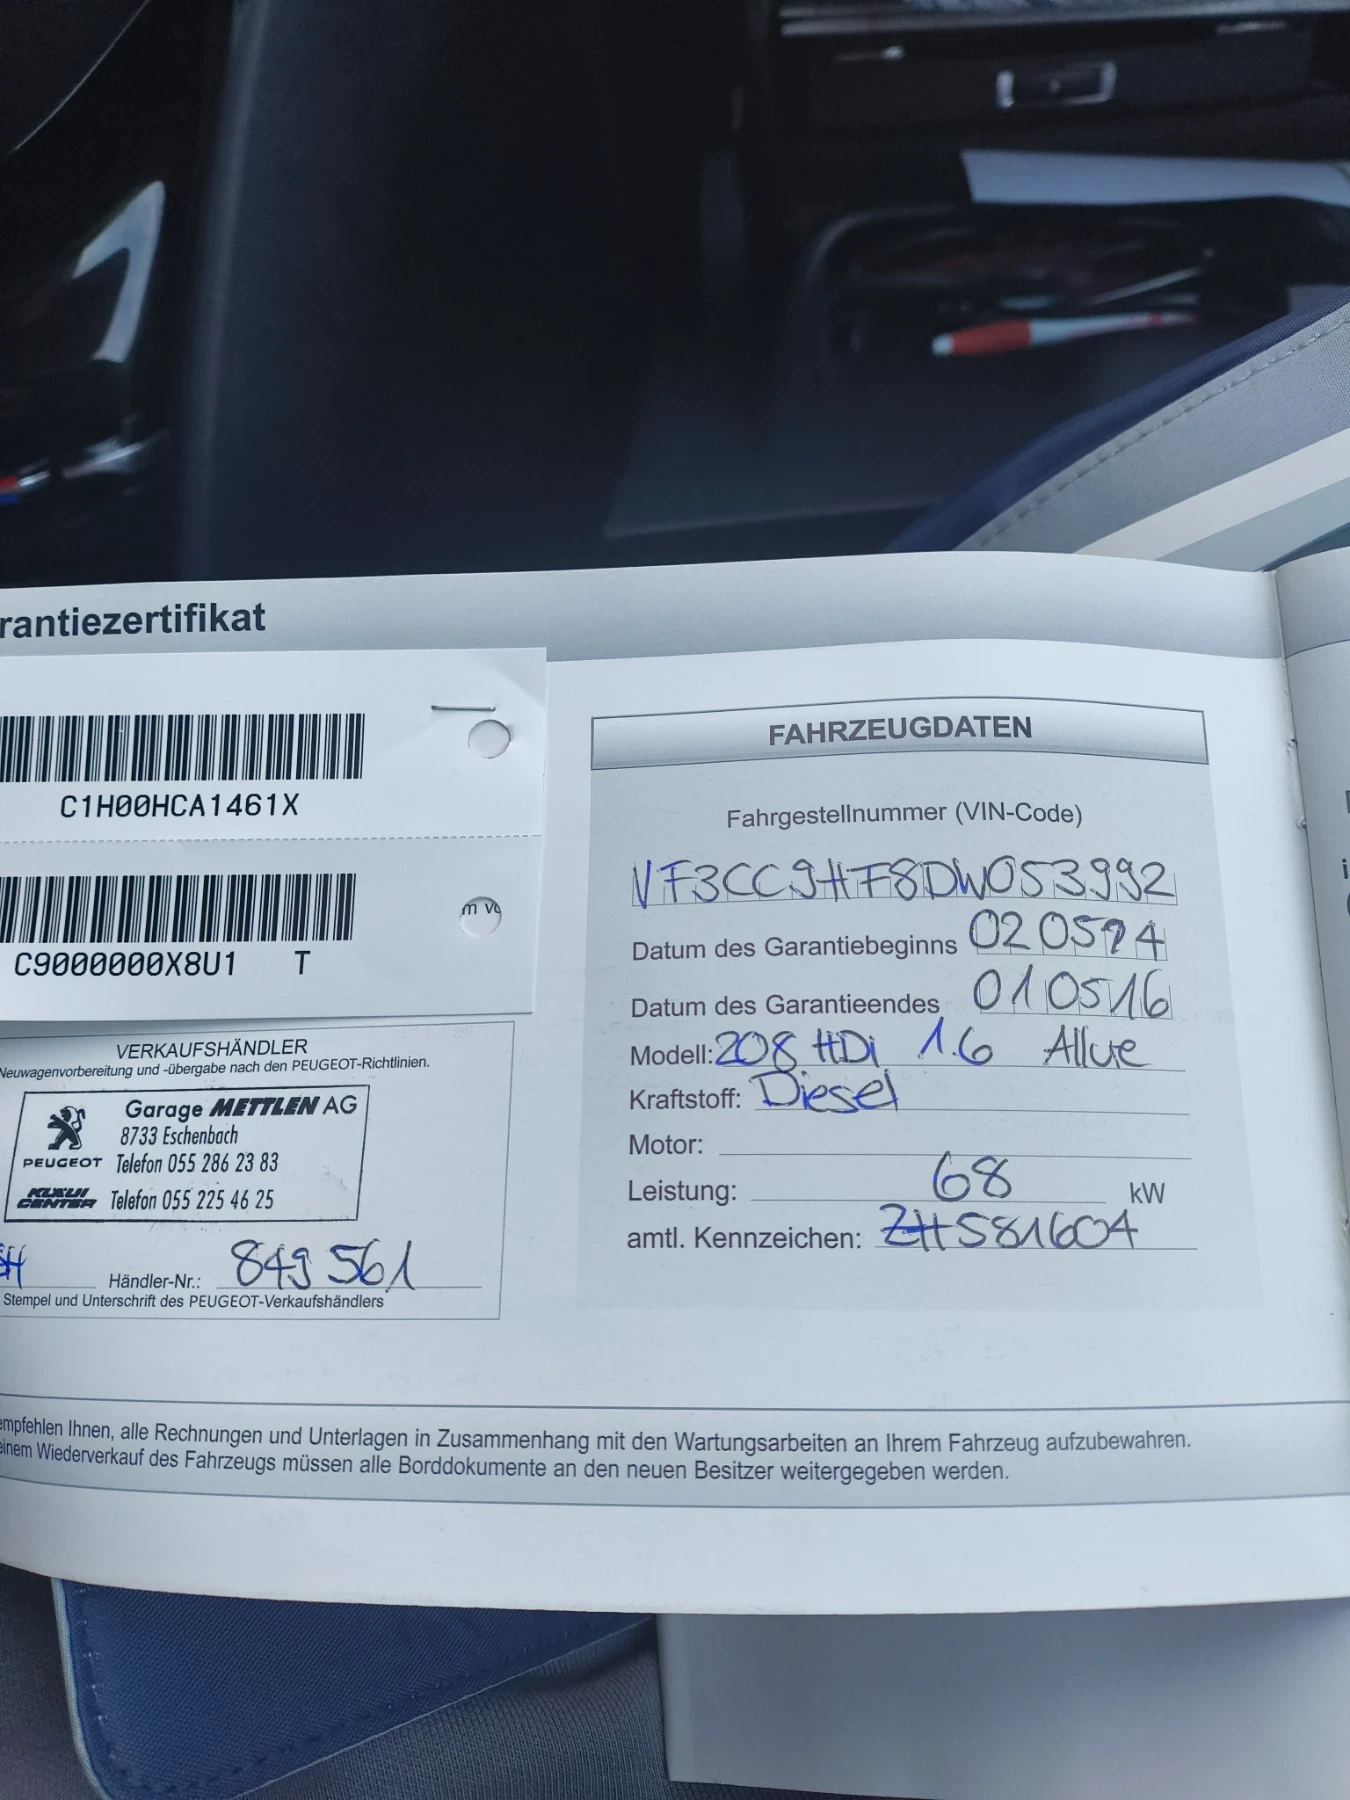 rantiezertifikat
C1H00HCA1461X
m vo
C9000000X8U1 T
VERKAUFSHÄNDLER
Neuwagenvorbereitung und -übergabe nach den PEUGEOT-Richtlinien.
Garage METTLEN AG
8733 Eschenbach
PEUGEOT Telefon 055 286 23 83
CENTER Telefon 055 225 46 25
Händler-Nr.: 849 561
Stempel und Unterschrift des PEUGEOT-Verkaufshändlers
FAHRZEUGDATEN
Fahrgestellnummer (VIN-Code)
VF3CC9HF8DW053992
Datum des Garantiebeginns 020514
Datum des Garantieendes 010516
Modell: 208 HDi 1.6 Allue
Kraftstoff: Diesel
Motor:
Leistung: 68 kW
amtl. Kennzeichen: ZH581604
empfehlen Ihnen, alle Rechnungen und Unterlagen in Zusammenhang mit den Wartungsarbeiten an Ihrem Fahrzeug aufzubewahren.
einem Wiederverkauf des Fahrzeugs müssen alle Borddokumente an den neuen Besitzer weitergegeben werden.